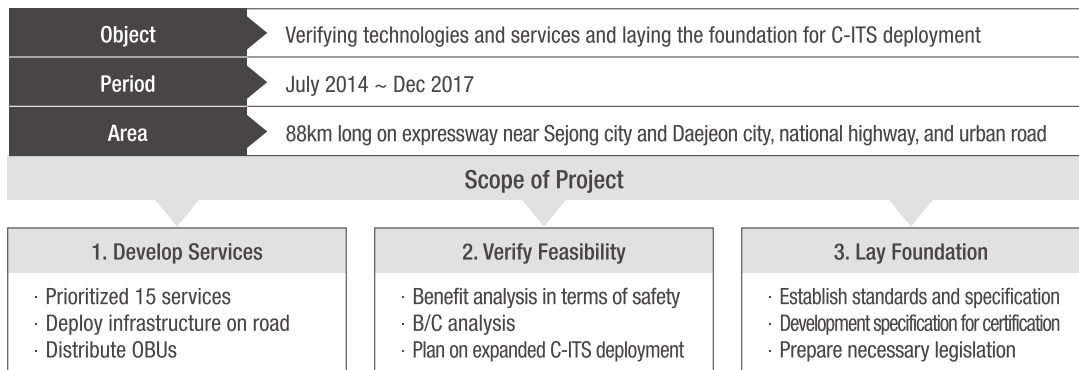 Object
Verifying technologies and services and laying the foundation for C-ITS deployment
Period
July 2014 ~ Dec 2017
Area
88km long on expressway near Sejong city and Daejeon city, national highway, and urban road
Scope of Project
1. Develop Services
· Prioritized 15 services
· Deploy infrastructure on road
· Distribute OBUs
2. Verify Feasibility
· Benefit analysis in terms of safety
· B/C analysis
· Plan on expanded C-ITS deployment
3. Lay Foundation
· Establish standards and specification
· Development specification for certification
· Prepare necessary legislation